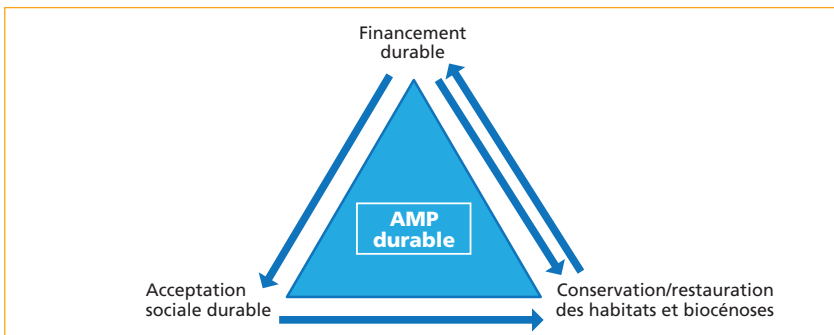 Financement
durable
AMP
durable
Acceptation
sociale durable
Conservation/restauration
des habitats et biocénoses